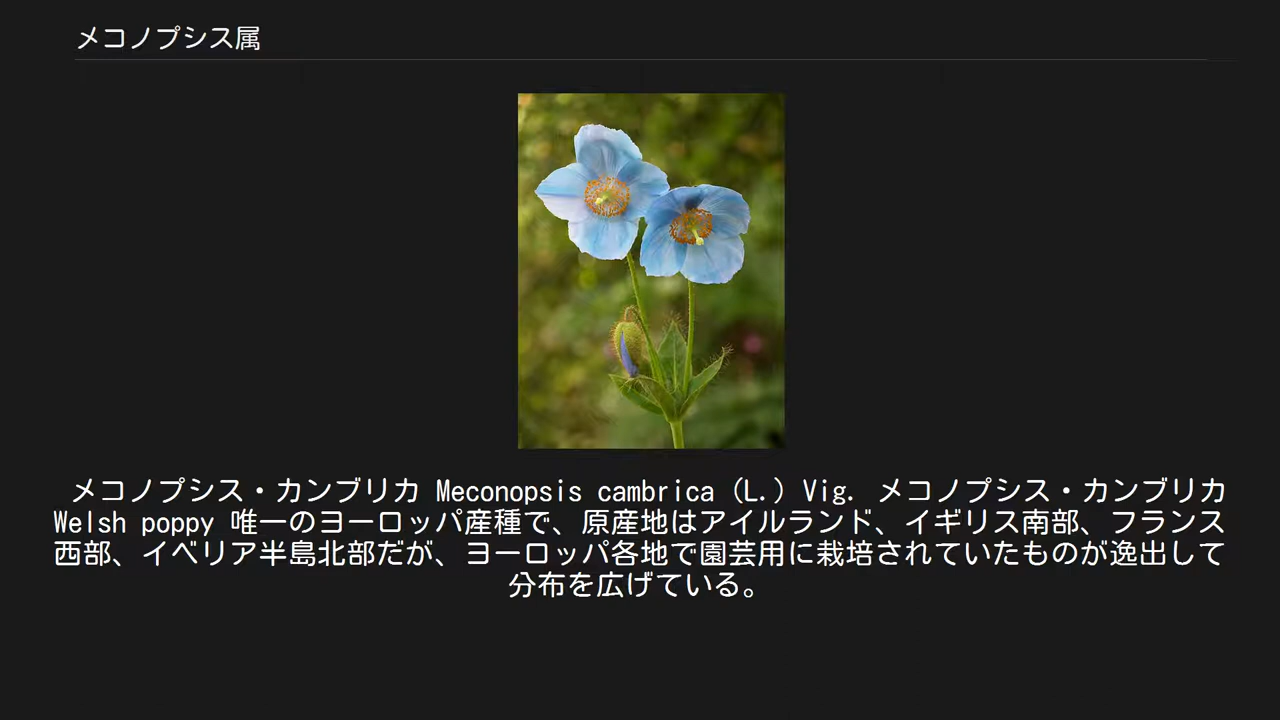 メコノプシス属
メコノプシス・カンブリカ Meconopsis cambrica (L.) Vig. メコノプシス・カンブリカ
Welsh poppy 唯一のヨーロッパ産種で、原産地はアイルランド、イギリス南部、フランス
西部、イベリア半島北部だが、ヨーロッパ各地で園芸用に栽培されていたものが逸出して
分布を広げている。